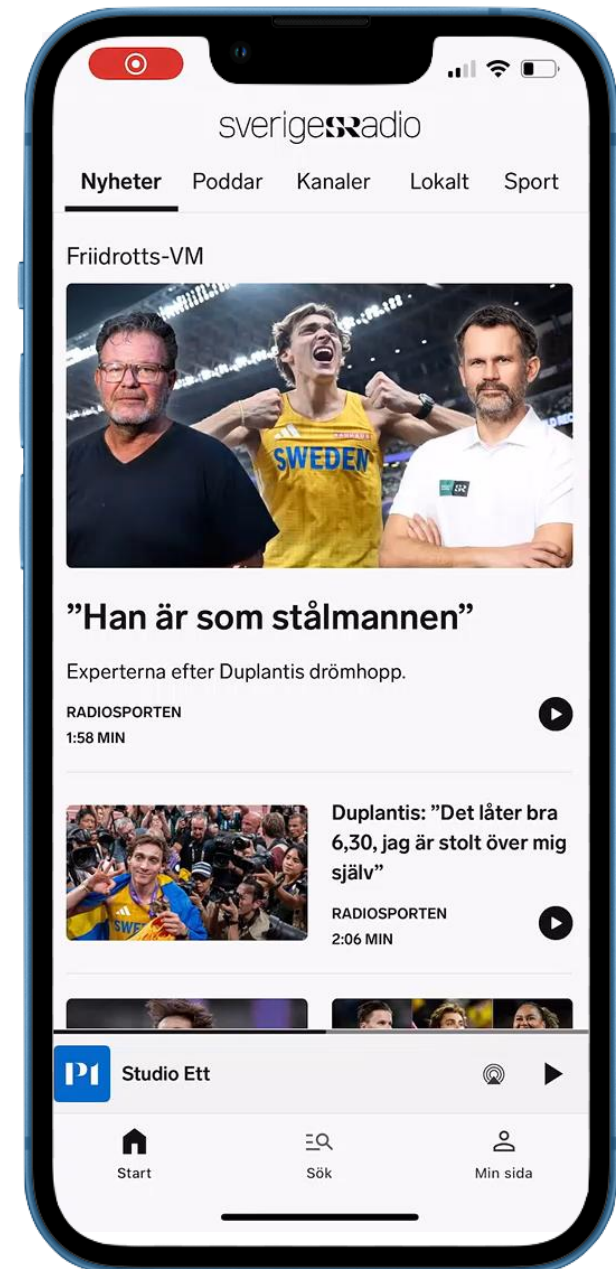 sverigesradio
Nyheter Poddar Kanaler Lokalt Sport
Friidrotts-VM
SWEDEN
SR
”Han är som stålmannen”
Experterna efter Duplantis drömhopp.
RADIOSPORTEN
1:58 MIN
Duplantis: ”Det låter bra
6,30, jag är stolt över mig
själv”
RADIOSPORTEN
2:06 MIN
SWE
P1 Studio Ett
Start Sök Min sida